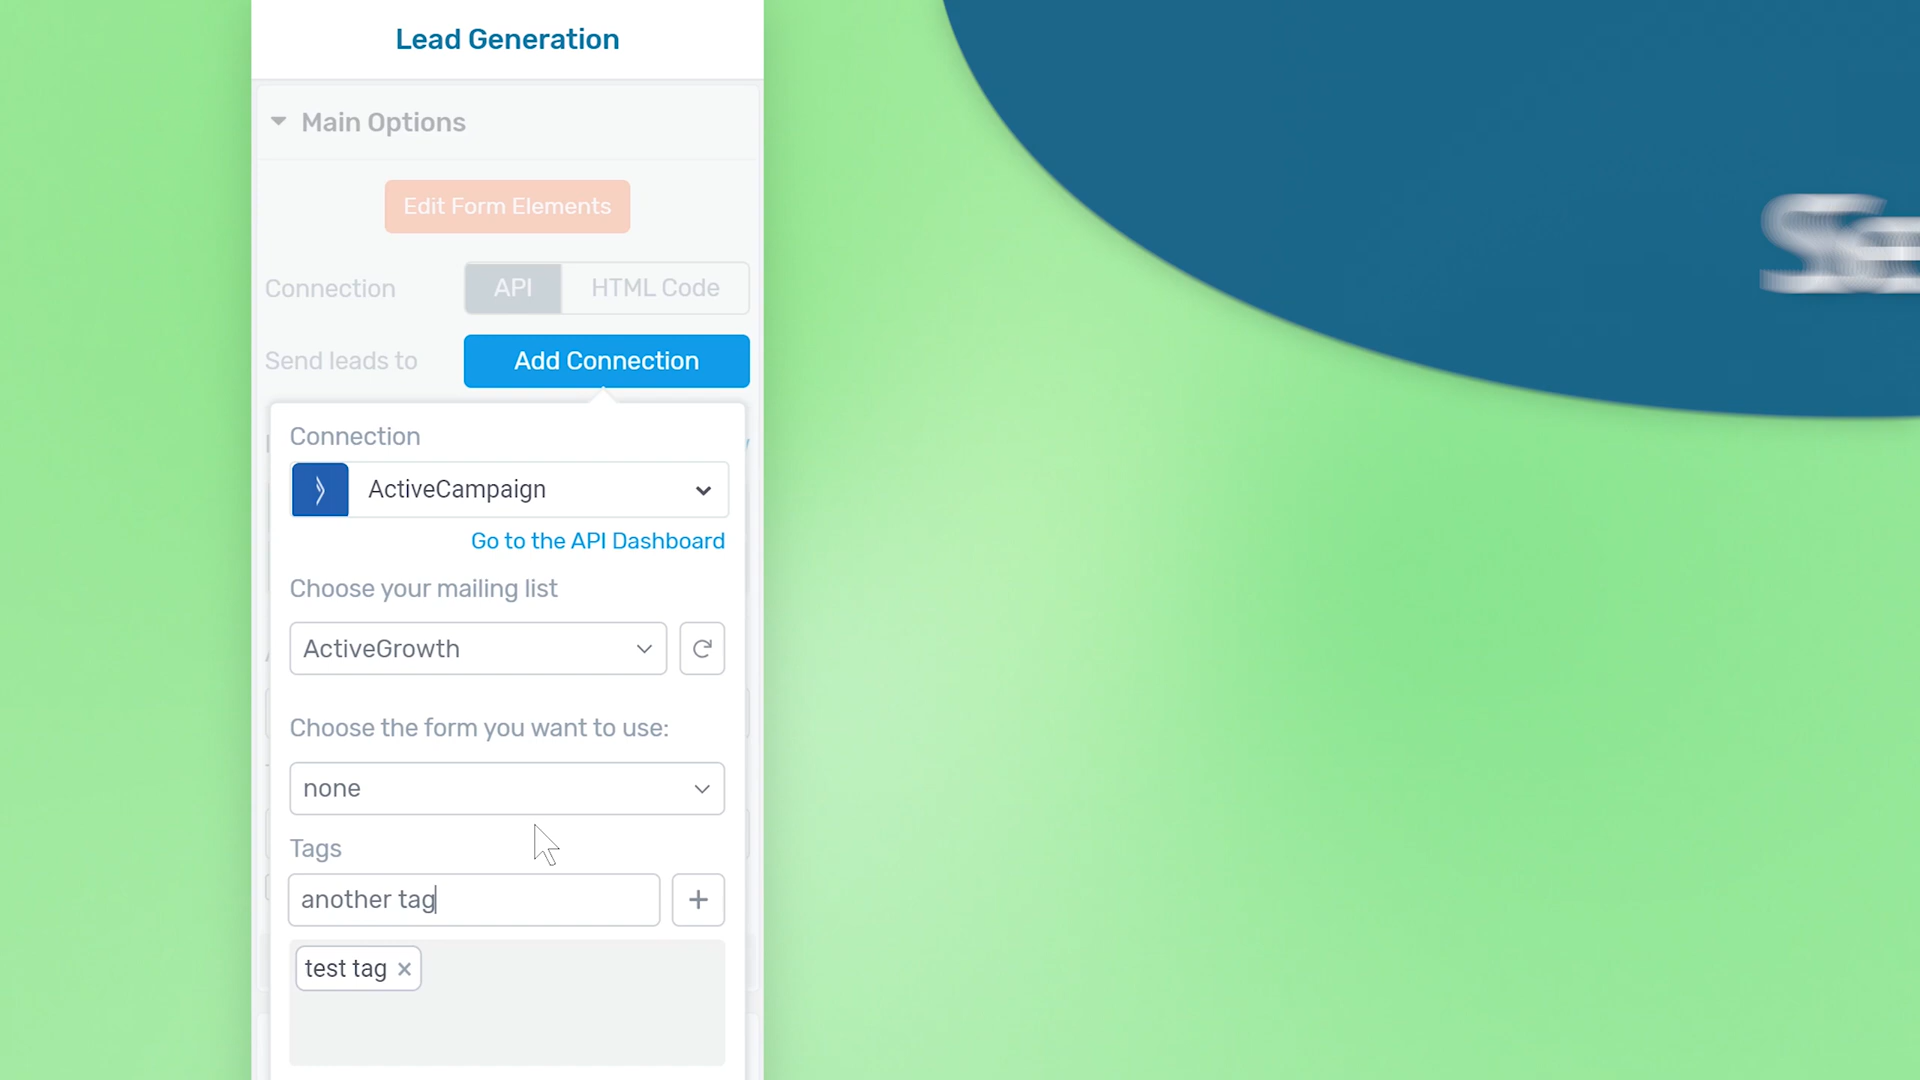 Lead Generation
Main Options
Edit Form Elements
Connection
API
HTML Code
Send leads to
Add Connection
Connection
ActiveCampaign
Go to the API Dashboard
Choose your mailing list
ActiveGrowth
Choose the form you want to use:
none
Tags
another tag
+
test tag ×